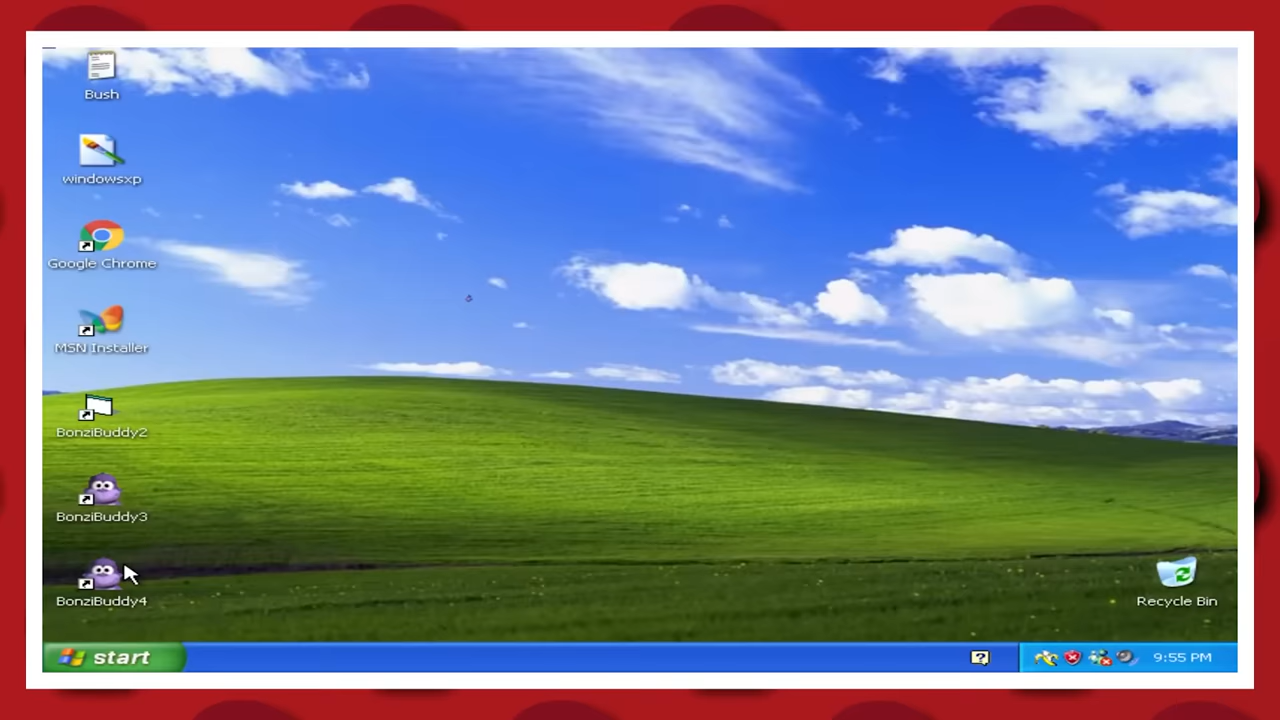 Bush
windowsxp
Google Chrome
MSN Installer
BonziBuddy2
BonziBuddy3
BonziBuddy4
Recycle Bin
start
?
9:55 PM